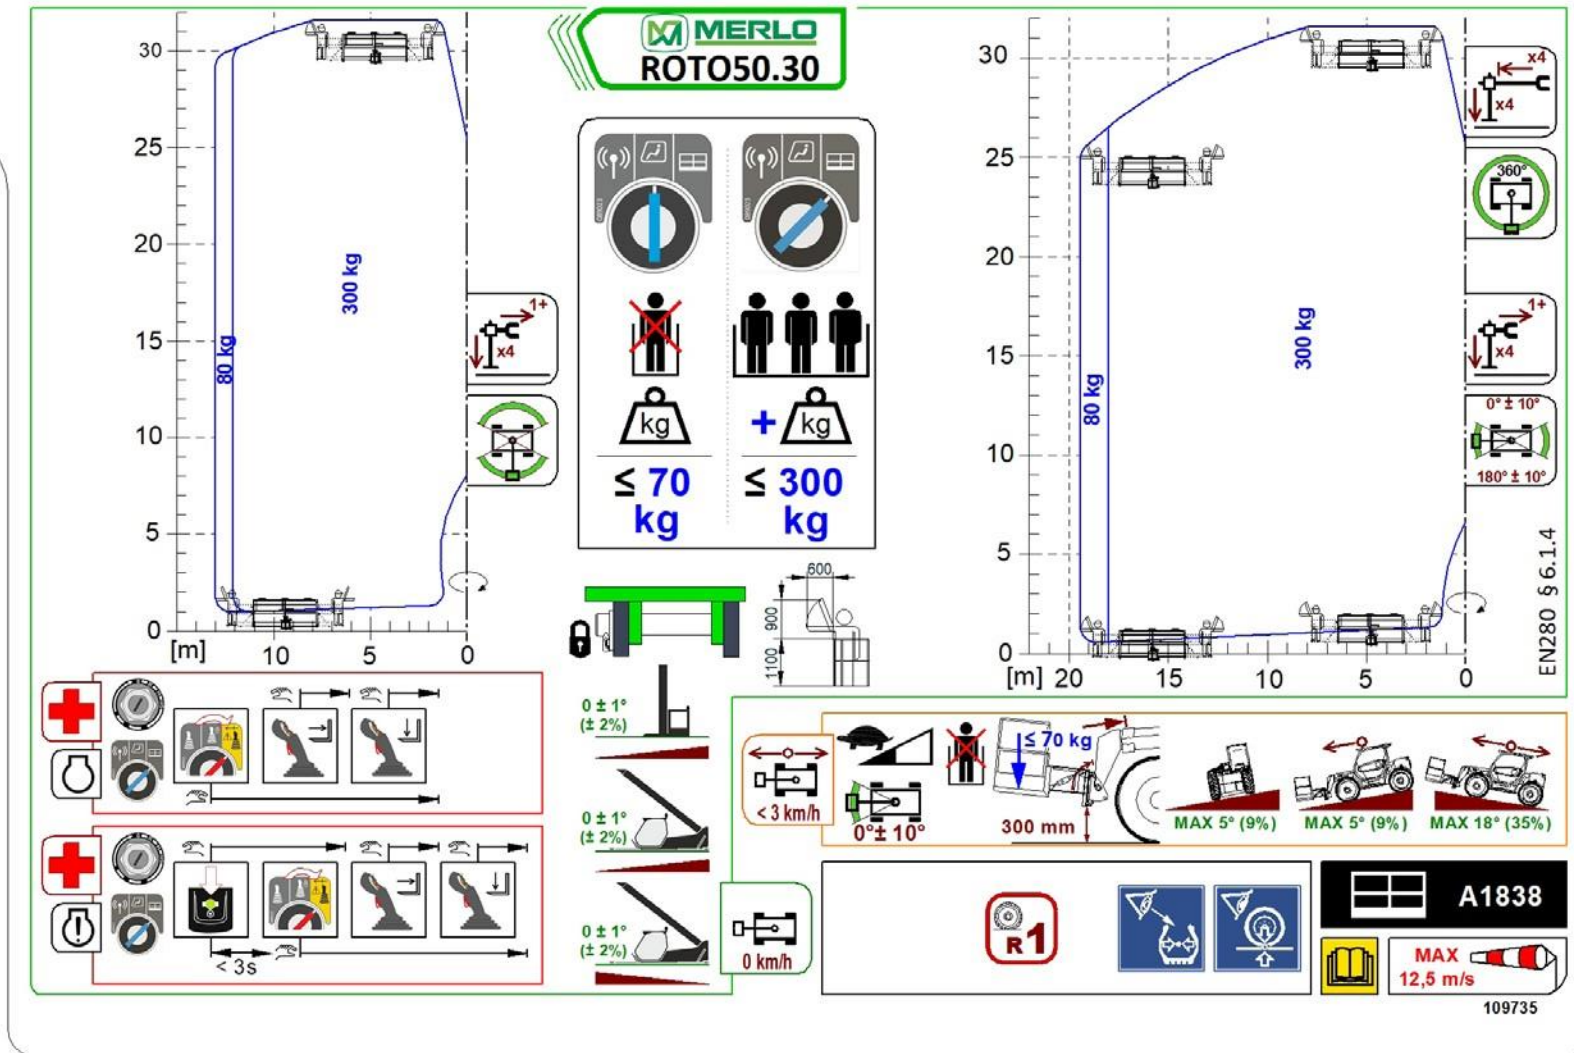 MERLO
ROTO50.30
30
25
20
15
10
5
0
[m]
10
5
0
80 kg
300 kg
1+
x4
kg
≤ 70
kg
+ kg
≤ 300
kg
600
900
1100
30
25
20
15
10
5
0
[m]
20
15
10
5
0
80 kg
300 kg
x4
x4
360°
1+
x4
0° ± 10°
180° ± 10°
EN280 § 6.1.4
< 3s
0 ± 1°
(± 2%)
0 ± 1°
(± 2%)
0 ± 1°
(± 2%)
0 km/h
< 3 km/h
0°± 10°
≤ 70 kg
300 mm
MAX 5° (9%)
MAX 5° (9%)
MAX 18° (35%)
R1
A1838
MAX
12,5 m/s
109735